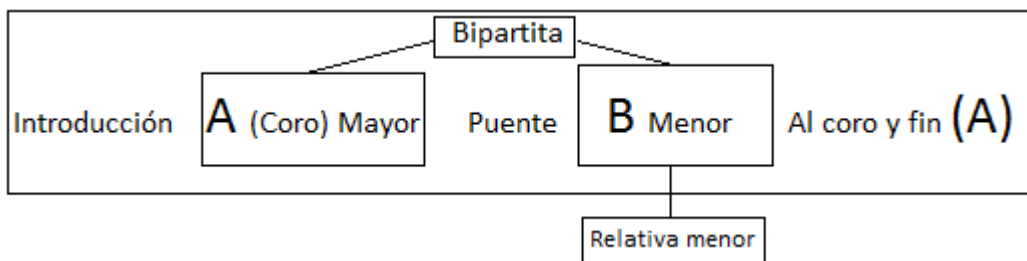 Bipartita
Introducción A (Coro) Mayor Puente B Menor Al coro y fin (A)
Relativa menor